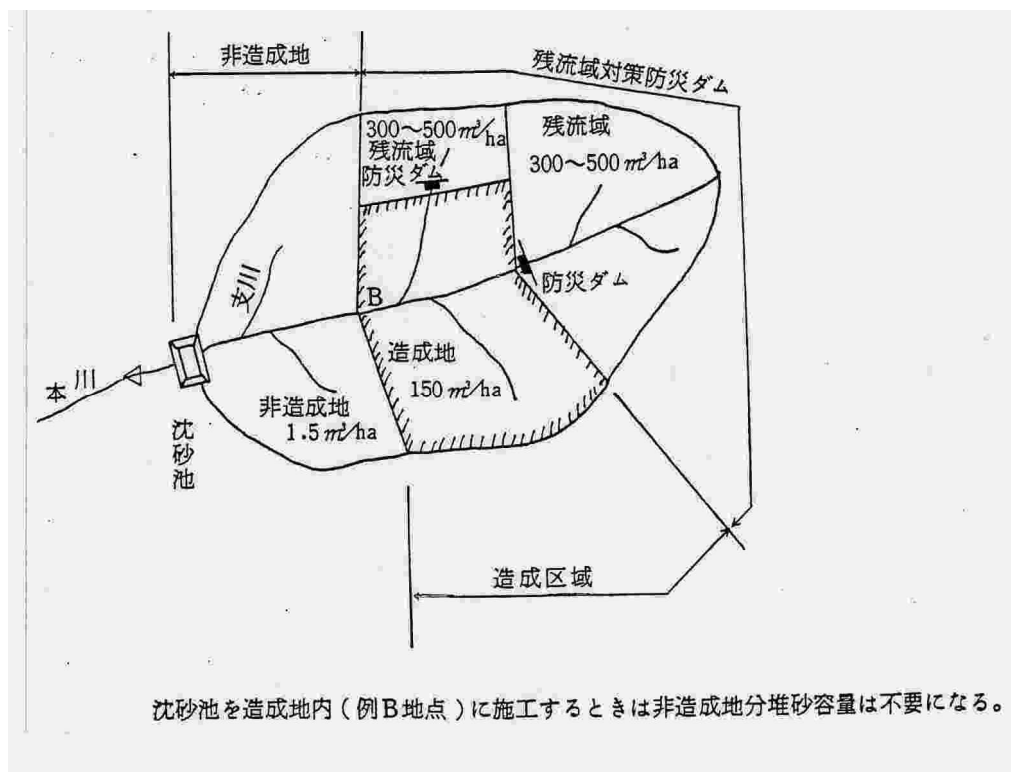 非造成地
残流域対策防災ダム
300～500㎥/ha
残流域
防災ダム
残流域
300～500㎥/ha
支川
B
防災ダム
造成地
150㎥/ha
本川
非造成地
1.5㎥/ha
沈砂池
造成区域
沈砂池を造成地内（例B地点）に施工するときは非造成地分堆砂容量は不要になる。